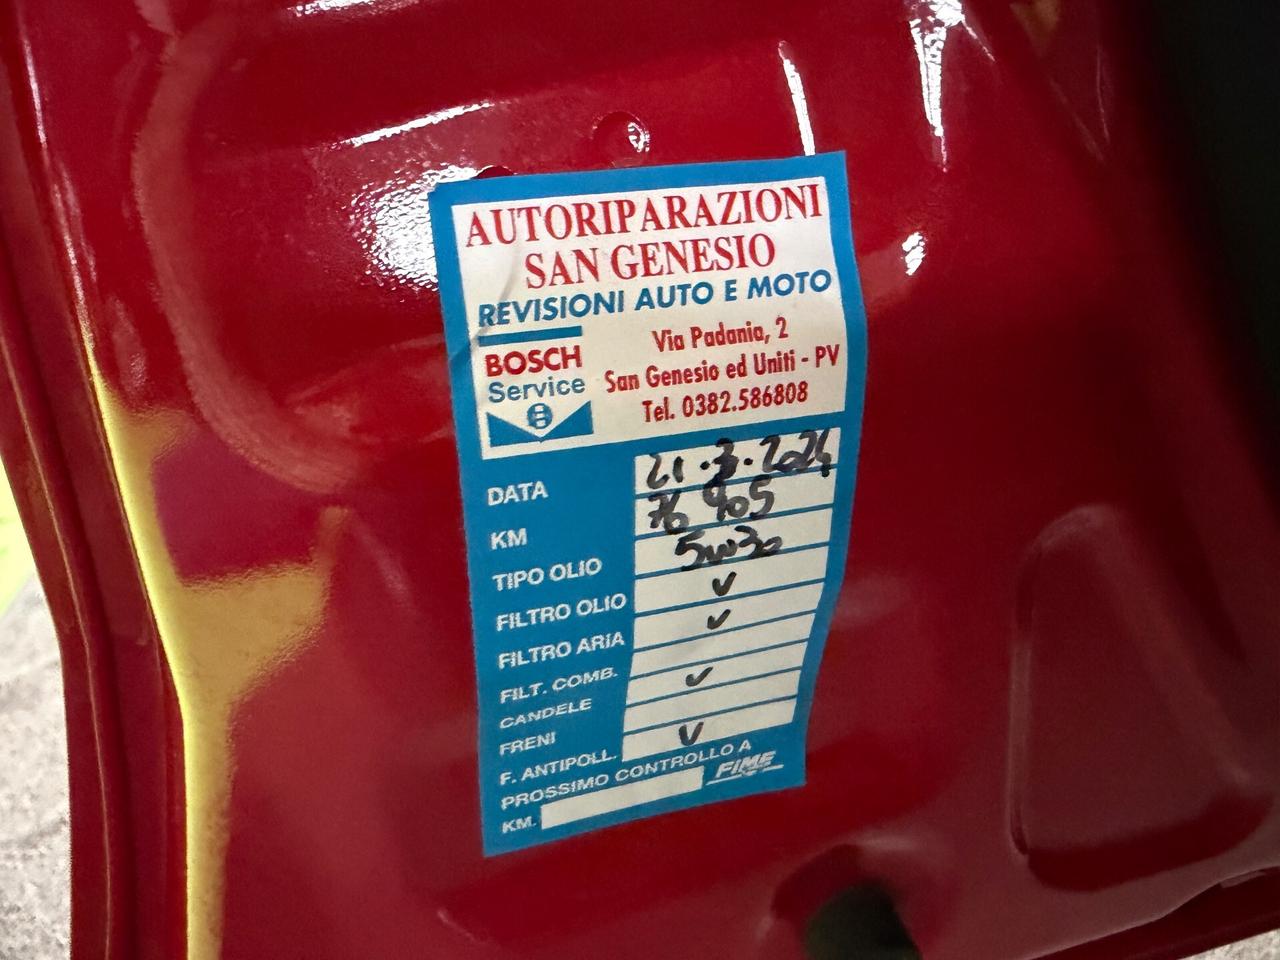 AUTORIPARAZIONI
SAN GENESIO
REVISIONI AUTO E MOTO
BOSCH
Service
Via Padania, 2
San Genesio ed Uniti - PV
Tel. 0382.586808
DATA 21.3.2024
KM 76 905
TIPO OLIO 5w30
FILTRO OLIO ✓
FILTRO ARIA ✓
FILT. COMB.
CANDELE ✓
FRENI
F. ANTIPOLL. ✓
PROSSIMO CONTROLLO A
KM.
FIME